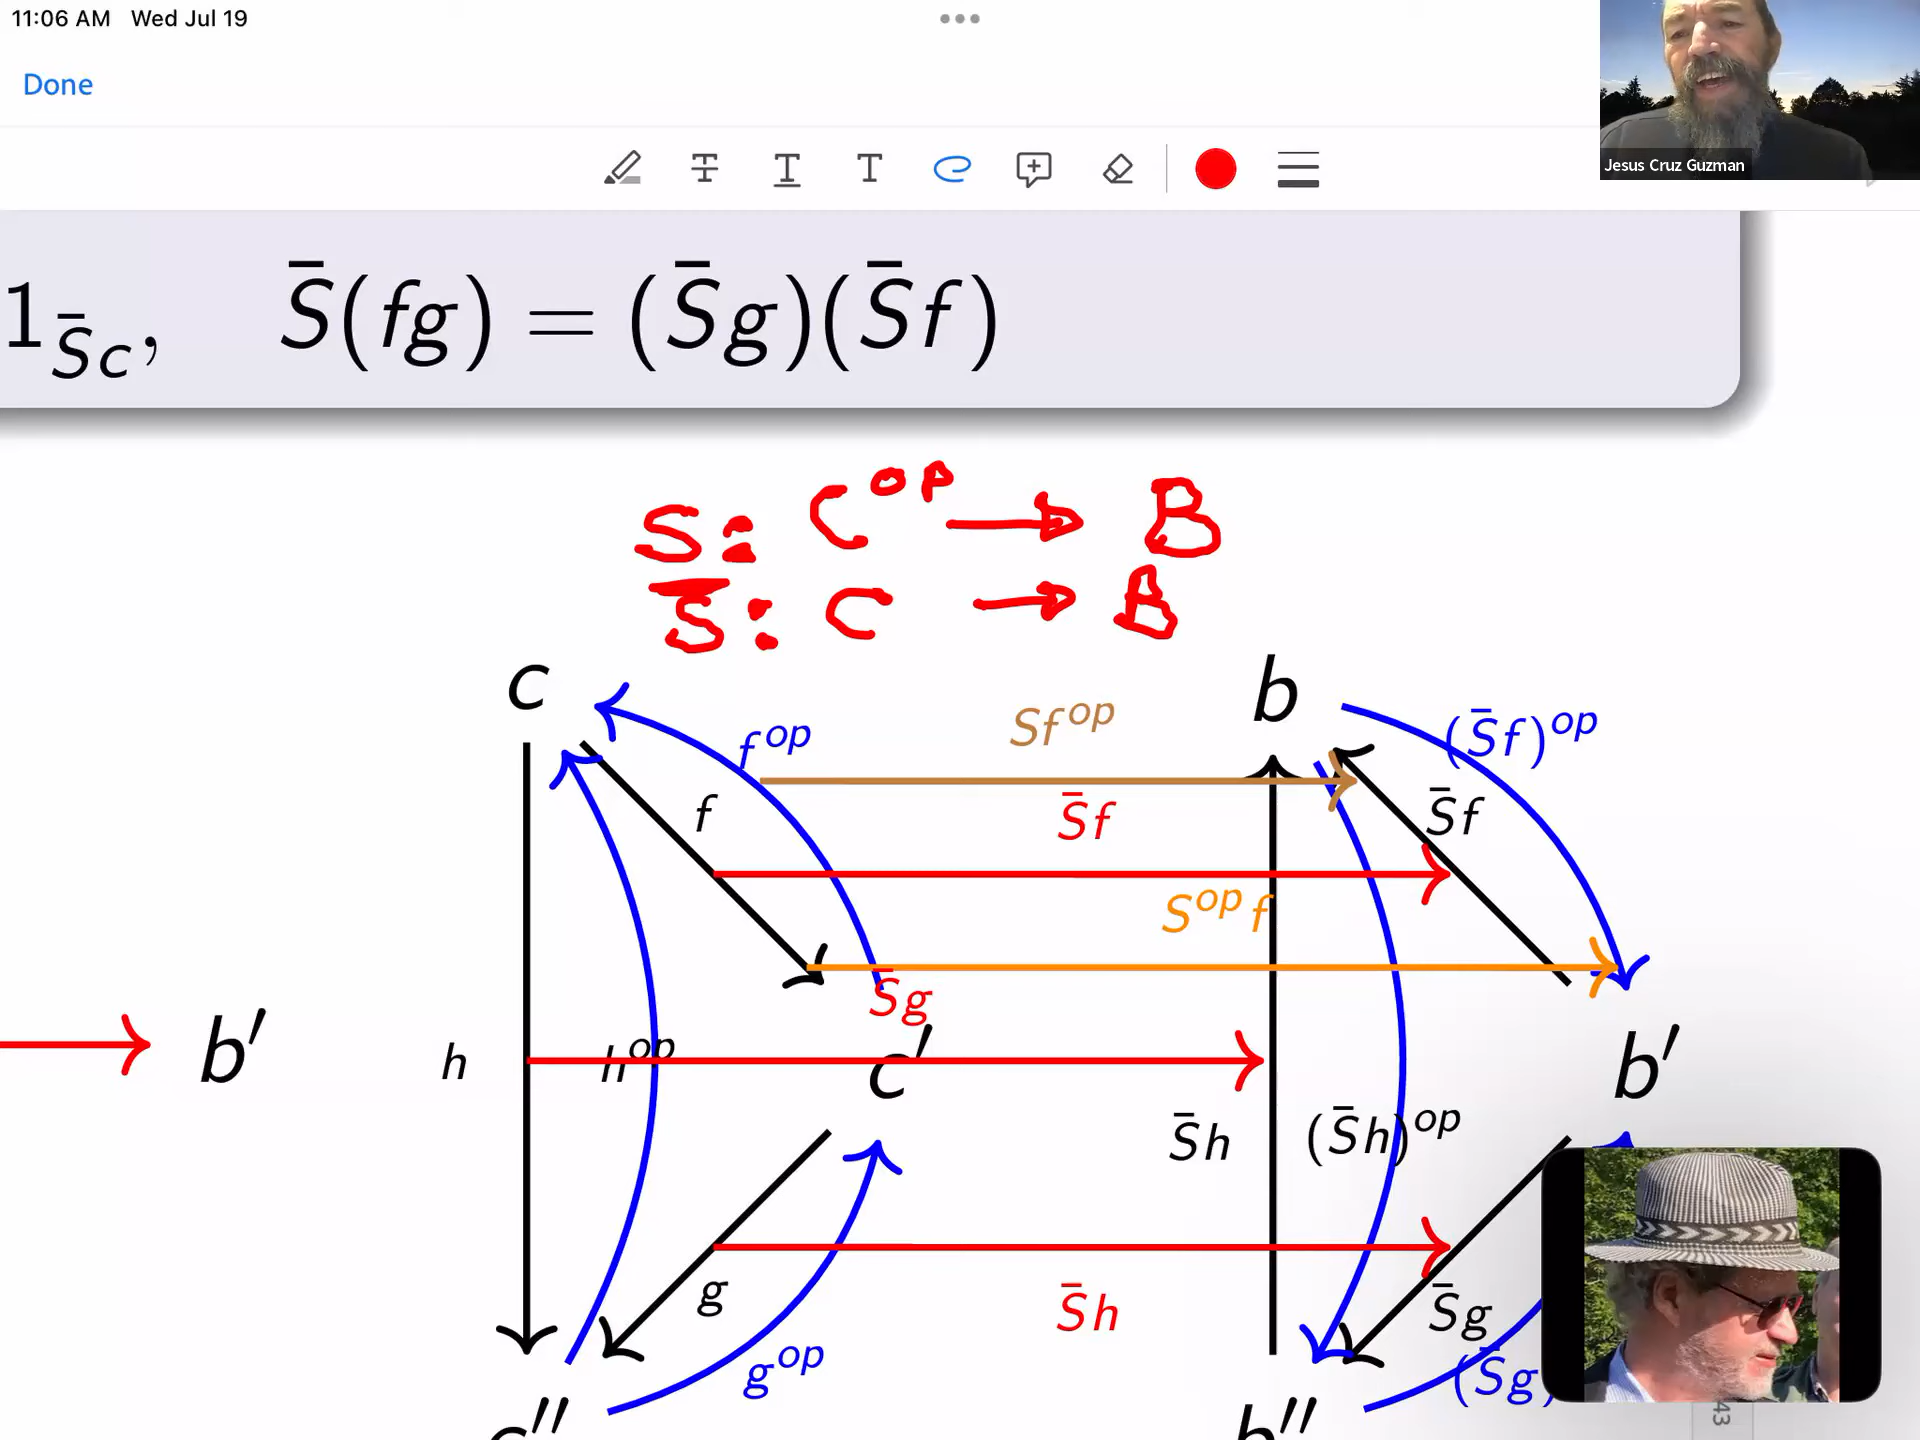 11:06 AM Wed Jul 19
Done
Jesus Cruz Guzman
1_{S̄c}, S̄(fg) = (S̄g)(S̄f)
S: C^{op} → B
S̄: C → B
c
b
f^{op}
Sf^{op}
(S̄f)^{op}
f
S̄f
S̄f
S^{op}f
S̄g
b′
h
h^{op}
c′
b′
S̄h
(S̄h)^{op}
g
S̄h
S̄g
g^{op}
(S̄g)
c″
b″
43